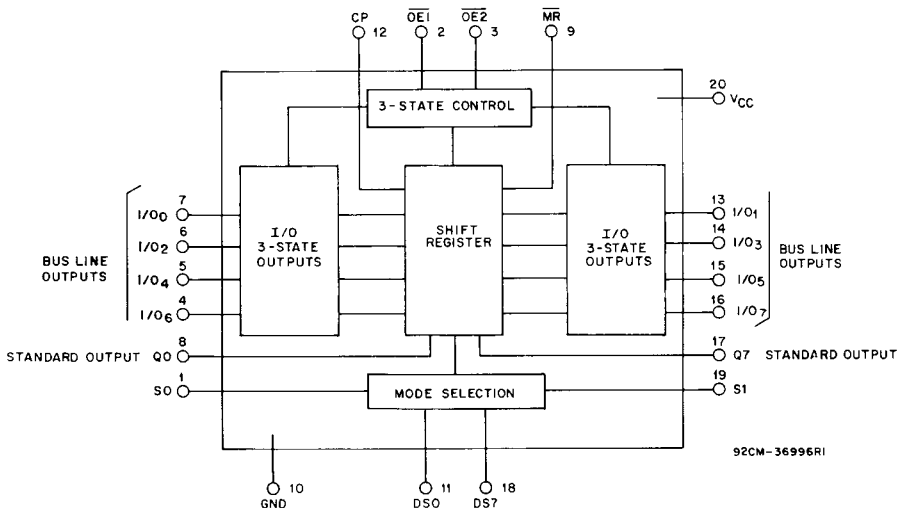 CP 12
O̅E̅1̅ 2
O̅E̅2̅ 3
M̅R̅ 9
20 VCC
3-STATE CONTROL
BUS LINE OUTPUTS
7 I/O0
6 I/O2
5 I/O4
4 I/O6
I/O
3-STATE
OUTPUTS
SHIFT
REGISTER
I/O
3-STATE
OUTPUTS
13 I/O1
14 I/O3
15 I/O5
16 I/O7
BUS LINE
OUTPUTS
8
STANDARD OUTPUT Q0
17
Q7 STANDARD OUTPUT
1
S0
MODE SELECTION
19
S1
92CM-36996R1
10
GND
11
DS0
18
DS7